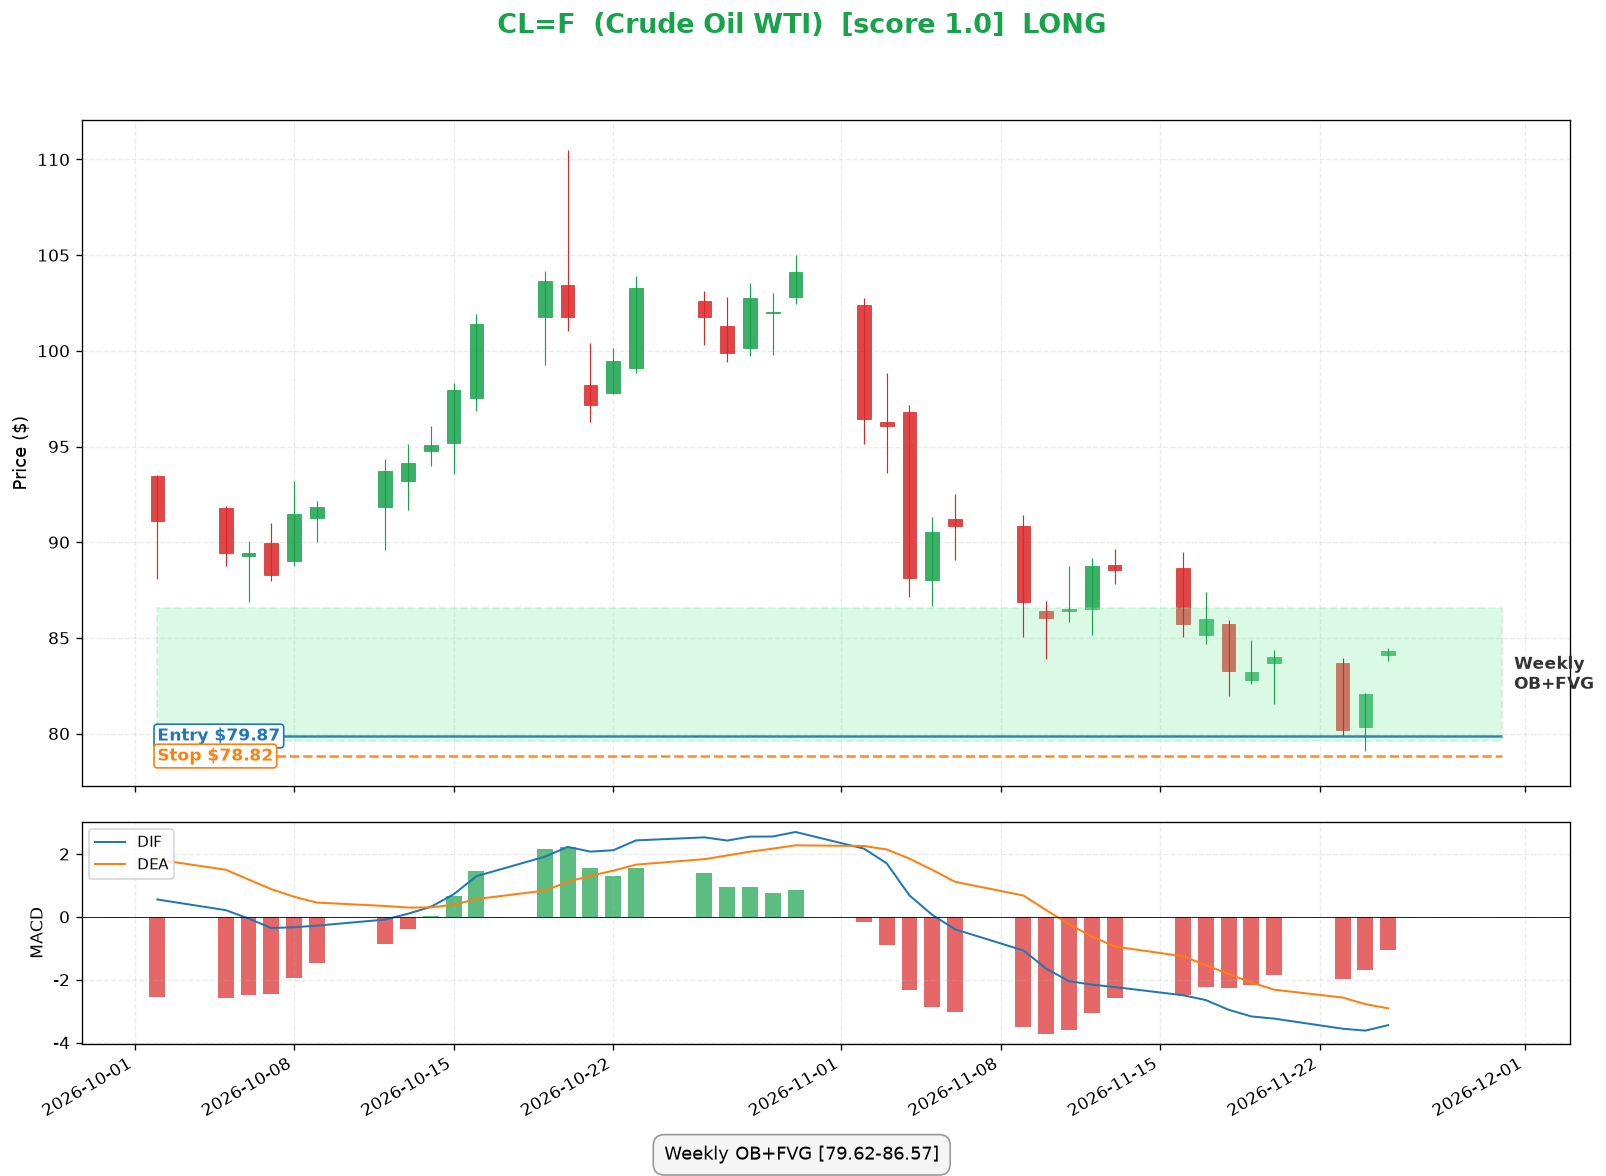 CL=F  (Crude Oil WTI)  [score 1.0]  LONG
110
105
100
95
90
85
80
Price ($)
Entry $79.87
Stop $78.82
Weekly
OB+FVG
DIF
DEA
2
0
-2
-4
MACD
2026-10-01
2026-10-08
2026-10-15
2026-10-22
2026-11-01
2026-11-08
2026-11-15
2026-11-22
2026-12-01
Weekly OB+FVG [79.62-86.57]